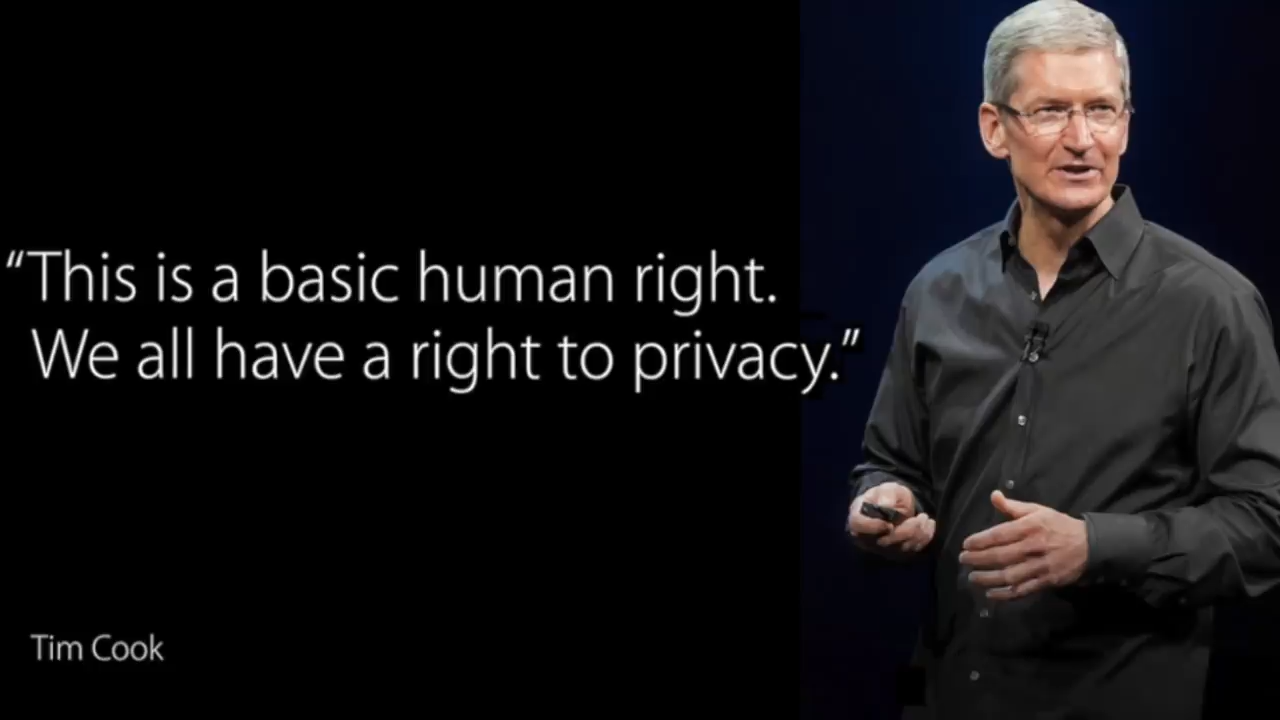 “This is a basic human right.
We all have a right to privacy.”
Tim Cook